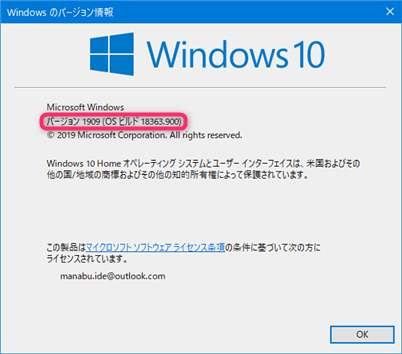 Windows のバージョン情報
Windows 10
Microsoft Windows
バージョン 1909 (OS ビルド 18363.900)
© 2019 Microsoft Corporation. All rights reserved.
Windows 10 Home オペレーティング システムとユーザー インターフェイスは、米国およびその
他の国/地域の商標およびその他の知的所有権によって保護されています。
この製品はマイクロソフト ソフトウェア ライセンス条項の条件に基づいて次の方に
ライセンスされています。
manabu.ide@outlook.com
OK